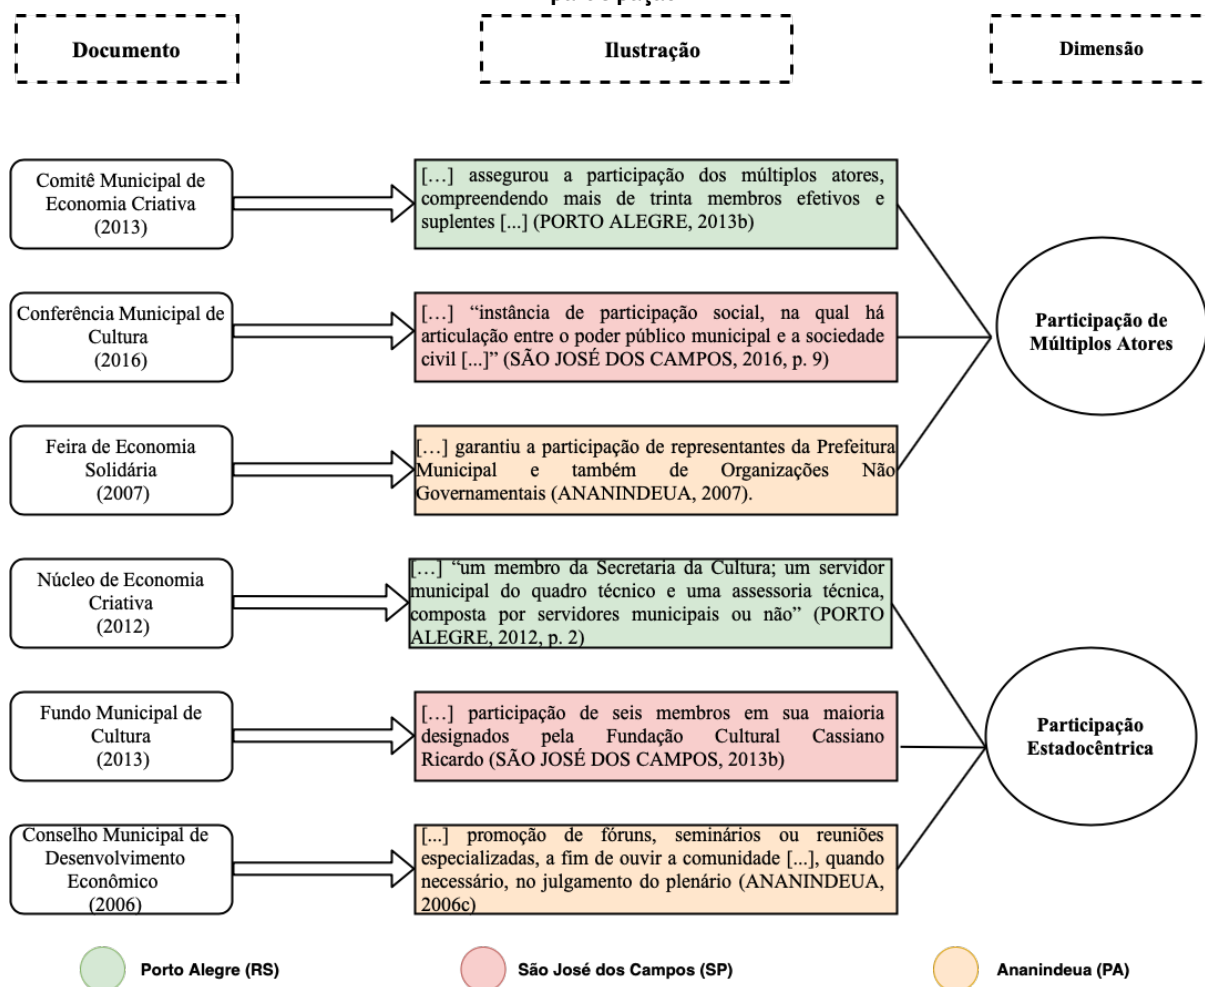 Documento
Ilustração
Dimensão
Comitê Municipal de
Economia Criativa
(2013)
[…] assegurou a participação dos múltiplos atores,
compreendendo mais de trinta membros efetivos e
suplentes [...] (PORTO ALEGRE, 2013b)
Conferência Municipal de
Cultura
(2016)
[…] “instância de participação social, na qual há
articulação entre o poder público municipal e a sociedade
civil [...]” (SÃO JOSÉ DOS CAMPOS, 2016, p. 9)
Participação de
Múltiplos Atores
Feira de Economia
Solidária
(2007)
[…] garantiu a participação de representantes da Prefeitura
Municipal e também de Organizações Não
Governamentais (ANANINDEUA, 2007).
Núcleo de Economia
Criativa
(2012)
[…] “um membro da Secretaria da Cultura; um servidor
municipal do quadro técnico e uma assessoria técnica,
composta por servidores municipais ou não” (PORTO
ALEGRE, 2012, p. 2)
Fundo Municipal de
Cultura
(2013)
[…] participação de seis membros em sua maioria
designados pela Fundação Cultural Cassiano
Ricardo (SÃO JOSÉ DOS CAMPOS, 2013b)
Participação
Estadocêntrica
Conselho Municipal de
Desenvolvimento
Econômico
(2006)
[...] promoção de fóruns, seminários ou reuniões
especializadas, a fim de ouvir a comunidade [...], quando
necessário, no julgamento do plenário (ANANINDEUA,
2006c)
Porto Alegre (RS)
São José dos Campos (SP)
Ananindeua (PA)